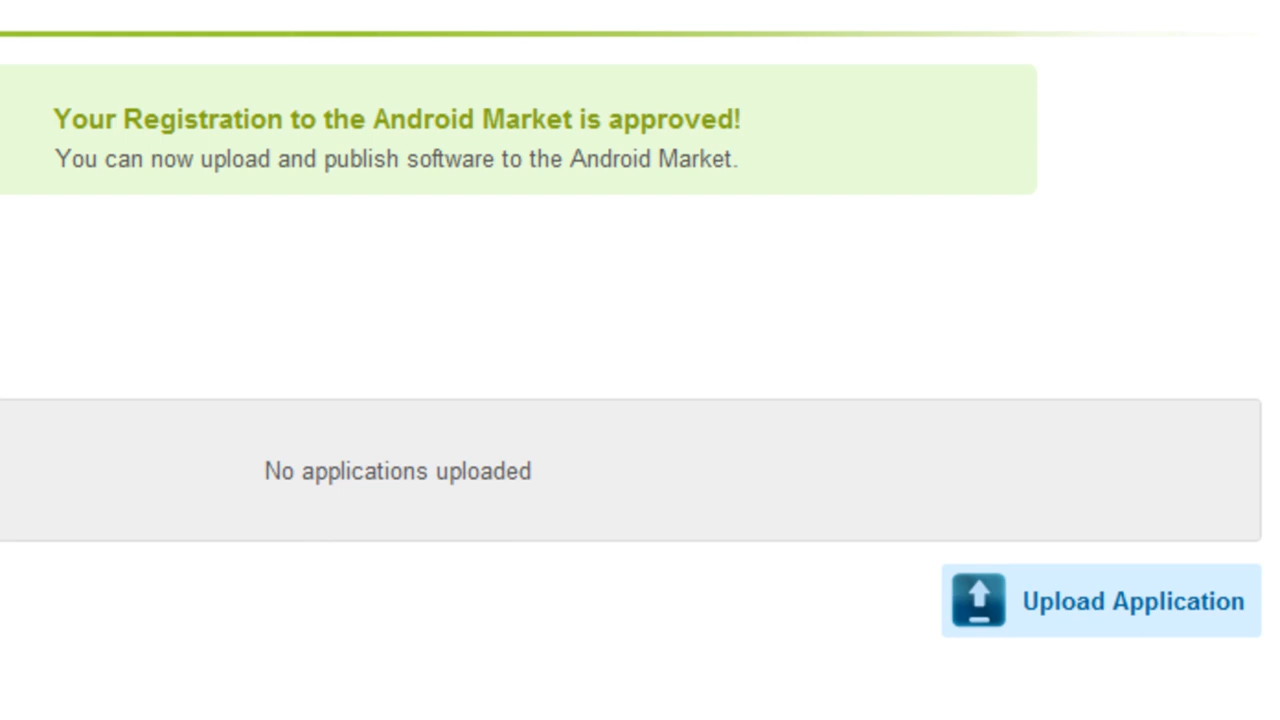 Your Registration to the Android Market is approved!
You can now upload and publish software to the Android Market.
No applications uploaded
Upload Application